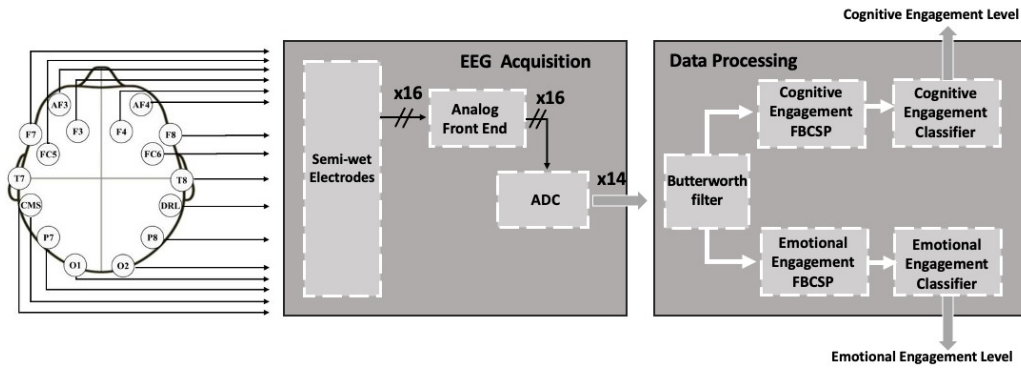 Cognitive Engagement Level
EEG Acquisition
Data Processing
AF3
AF4
F7
F3
F4
F8
FC5
FC6
T7
T8
CMS
DRL
P7
P8
O1
O2
Semi-wet
Electrodes
x16
Analog
Front End
x16
ADC
x14
Butterworth
filter
Cognitive
Engagement
FBCSP
Cognitive
Engagement
Classifier
Emotional
Engagement
FBCSP
Emotional
Engagement
Classifier
Emotional Engagement Level